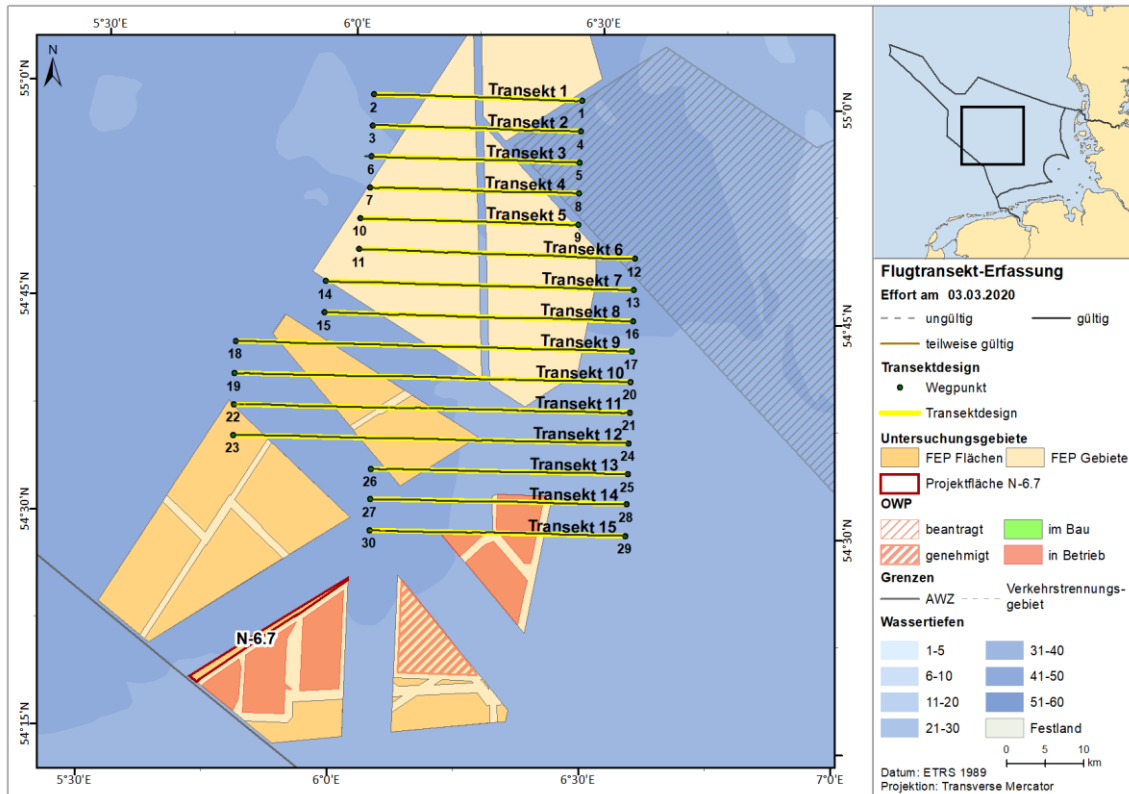 5°30'E
6°0'E
6°30'E
N
55°0'N
54°45'N
54°30'N
54°15'N
55°0'N
54°45'N
54°30'N
Transekt 1
2
1
Transekt 2
3
4
Transekt 3
6
5
Transekt 4
7
8
Transekt 5
10
9
Transekt 6
11
12
Transekt 7
14
13
Transekt 8
15
16
Transekt 9
18
17
Transekt 10
19
20
Transekt 11
22
21
Transekt 12
23
24
Transekt 13
26
25
Transekt 14
27
28
Transekt 15
30
29
N-6.7
5°30'E
6°0'E
6°30'E
7°0'E
Flugtransekt-Erfassung
Effort am 03.03.2020
ungültig
gültig
teilweise gültig
Transektdesign
Wegpunkt
Transektdesign
Untersuchungsgebiete
FEP Flächen
FEP Gebiete
Projektfläche N-6.7
OWP
beantragt
im Bau
genehmigt
in Betrieb
Grenzen
AWZ
Verkehrstrennungs-
gebiet
Wassertiefen
1-5
31-40
6-10
41-50
11-20
51-60
21-30
Festland
0 5 10
km
Datum: ETRS 1989
Projektion: Transverse Mercator